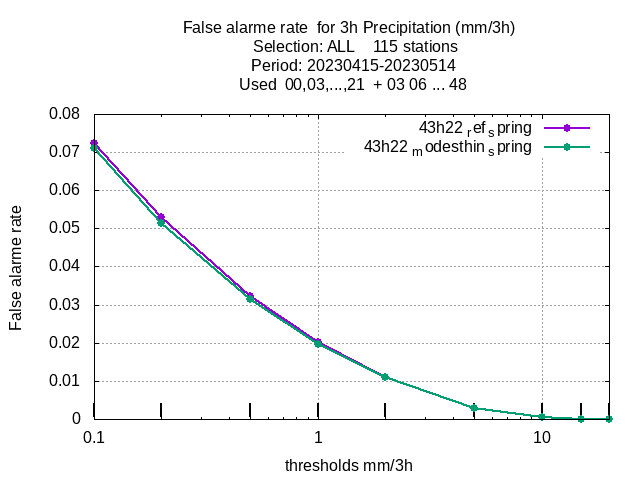 False alarme rate  for 3h Precipitation (mm/3h)
Selection: ALL    115 stations
Period: 20230415-20230514
Used  00,03,...,21  + 03 06 ... 48
43h22 ref spring
43h22 modesthin spring
0.08
0.07
0.06
0.05
0.04
0.03
0.02
0.01
0
False alarme rate
0.1 1 10
thresholds mm/3h